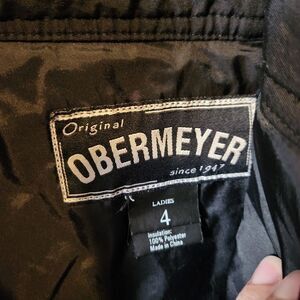 Original
OBERMEYER
since 1947
LADIES
4
Insulation:
100% Polyester
Made in China